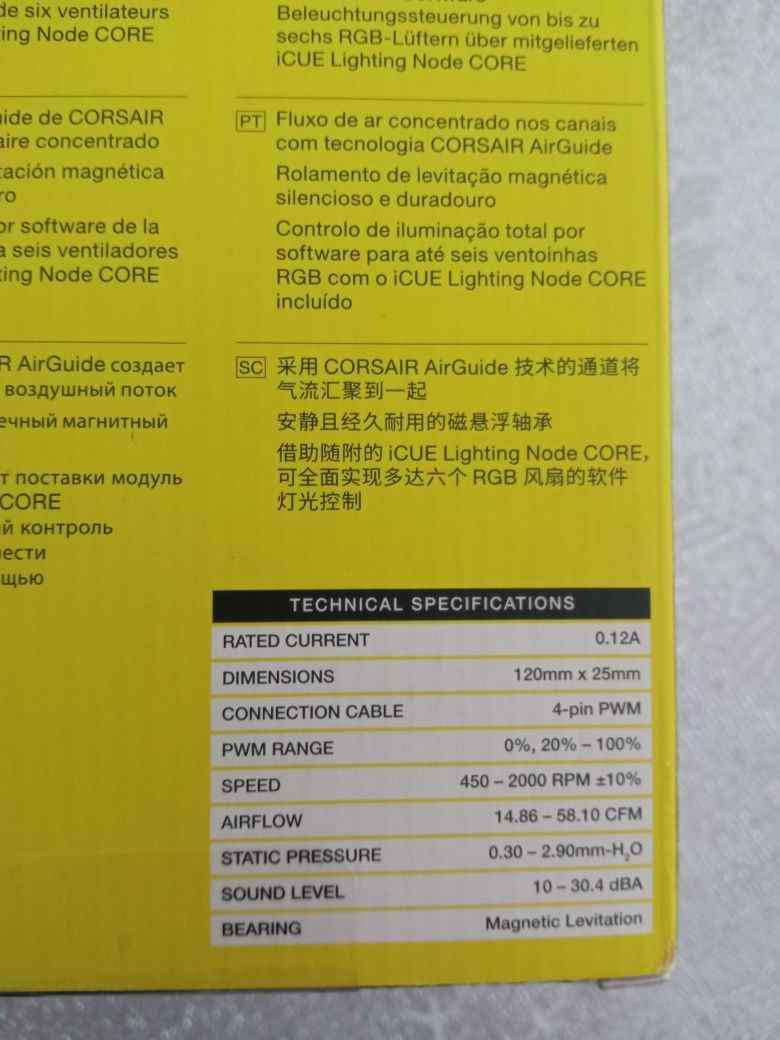 de six ventilateurs
ing Node CORE
uide de CORSAIR
aire concentrado
tación magnética
ro
or software de la
a seis ventiladores
ting Node CORE
R AirGuide создает
воздушный поток
ечный магнитный
т поставки модуль
CORE
ий контроль
ести
щью
Beleuchtungssteuerung von bis zu
sechs RGB-Lüftern über mitgelieferten
iCUE Lighting Node CORE
PT Fluxo de ar concentrado nos canais
com tecnologia CORSAIR AirGuide
Rolamento de levitação magnética
silencioso e duradouro
Controlo de iluminação total por
software para até seis ventoinhas
RGB com o iCUE Lighting Node CORE
incluído
SC 采用 CORSAIR AirGuide 技术的通道将
气流汇聚到一起
安静且经久耐用的磁悬浮轴承
借助随附的 iCUE Lighting Node CORE,
可全面实现多达六个 RGB 风扇的软件
灯光控制
TECHNICAL SPECIFICATIONS
RATED CURRENT 0.12A
DIMENSIONS 120mm x 25mm
CONNECTION CABLE 4-pin PWM
PWM RANGE 0%, 20% – 100%
SPEED 450 – 2000 RPM ±10%
AIRFLOW 14.86 – 58.10 CFM
STATIC PRESSURE 0.30 – 2.90mm-H₂O
SOUND LEVEL 10 – 30.4 dBA
BEARING Magnetic Levitation